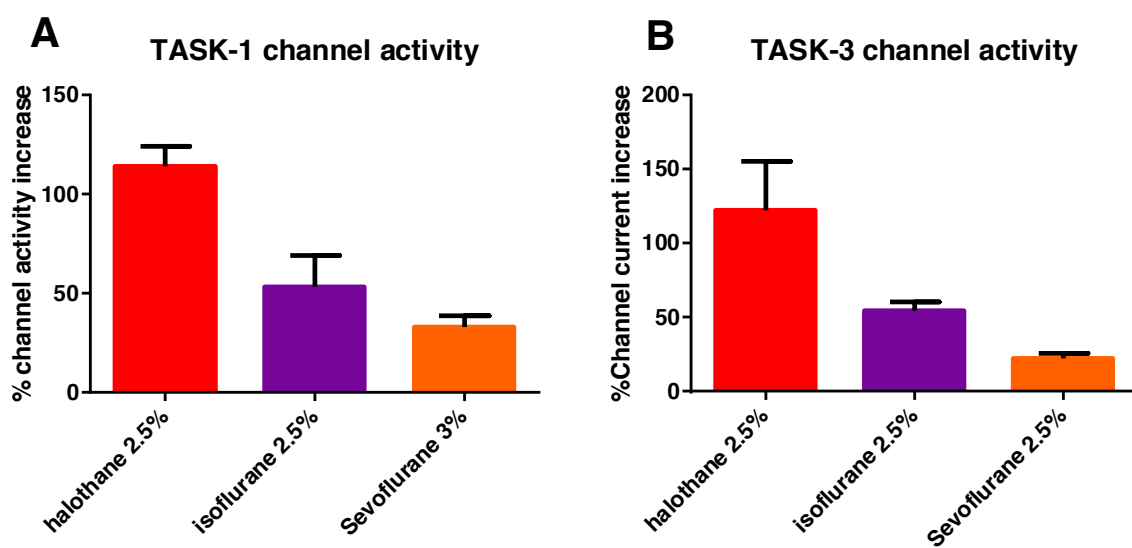 A
TASK-1 channel activity
% channel activity increase
150
100
50
0
halothane 2.5%
isoflurane 2.5%
Sevoflurane 3%
B
TASK-3 channel activity
%Channel current increase
200
150
100
50
0
halothane 2.5%
isoflurane 2.5%
Sevoflurane 2.5%